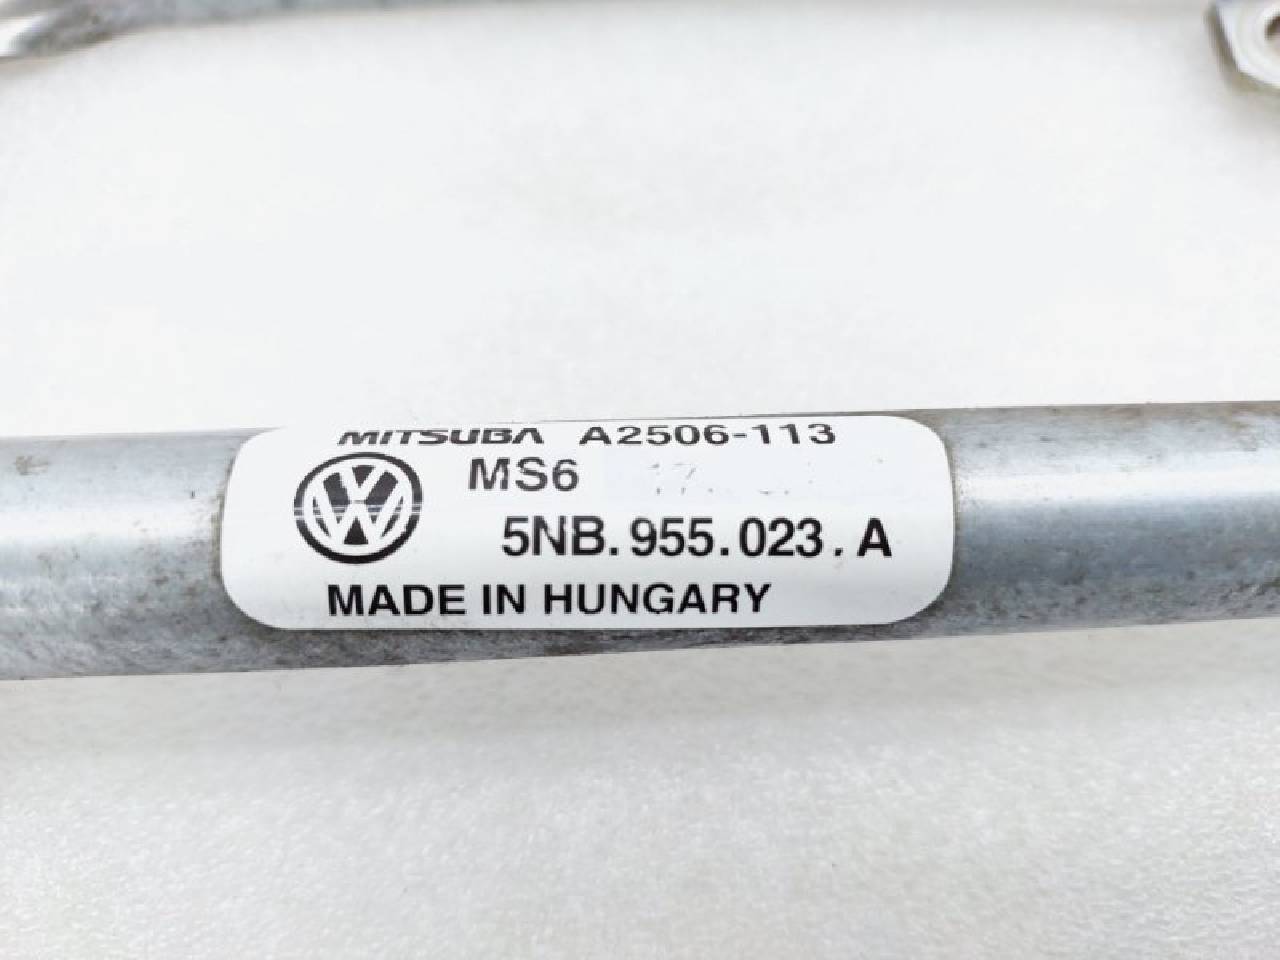 MITSUBA A2506-113
MS6
5NB.955.023.A
MADE IN HUNGARY